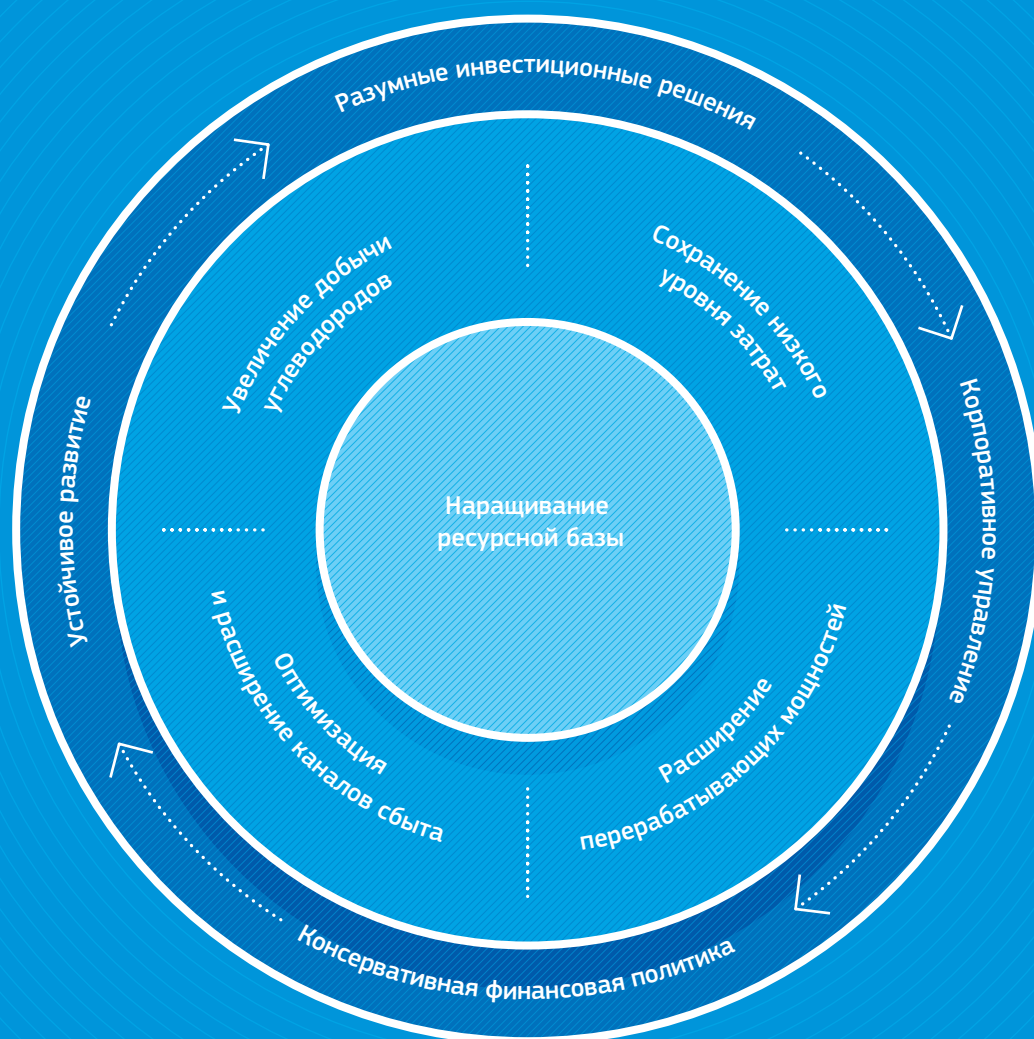 Разумные инвестиционные решения
Увеличение добычи
углеводородов
Сохранение низкого
уровня затрат
Устойчивое развитие
Корпоративное управление
Наращивание
ресурсной базы
Оптимизация
и расширение каналов сбыта
Расширение
перерабатывающих мощностей
Консервативная финансовая политика